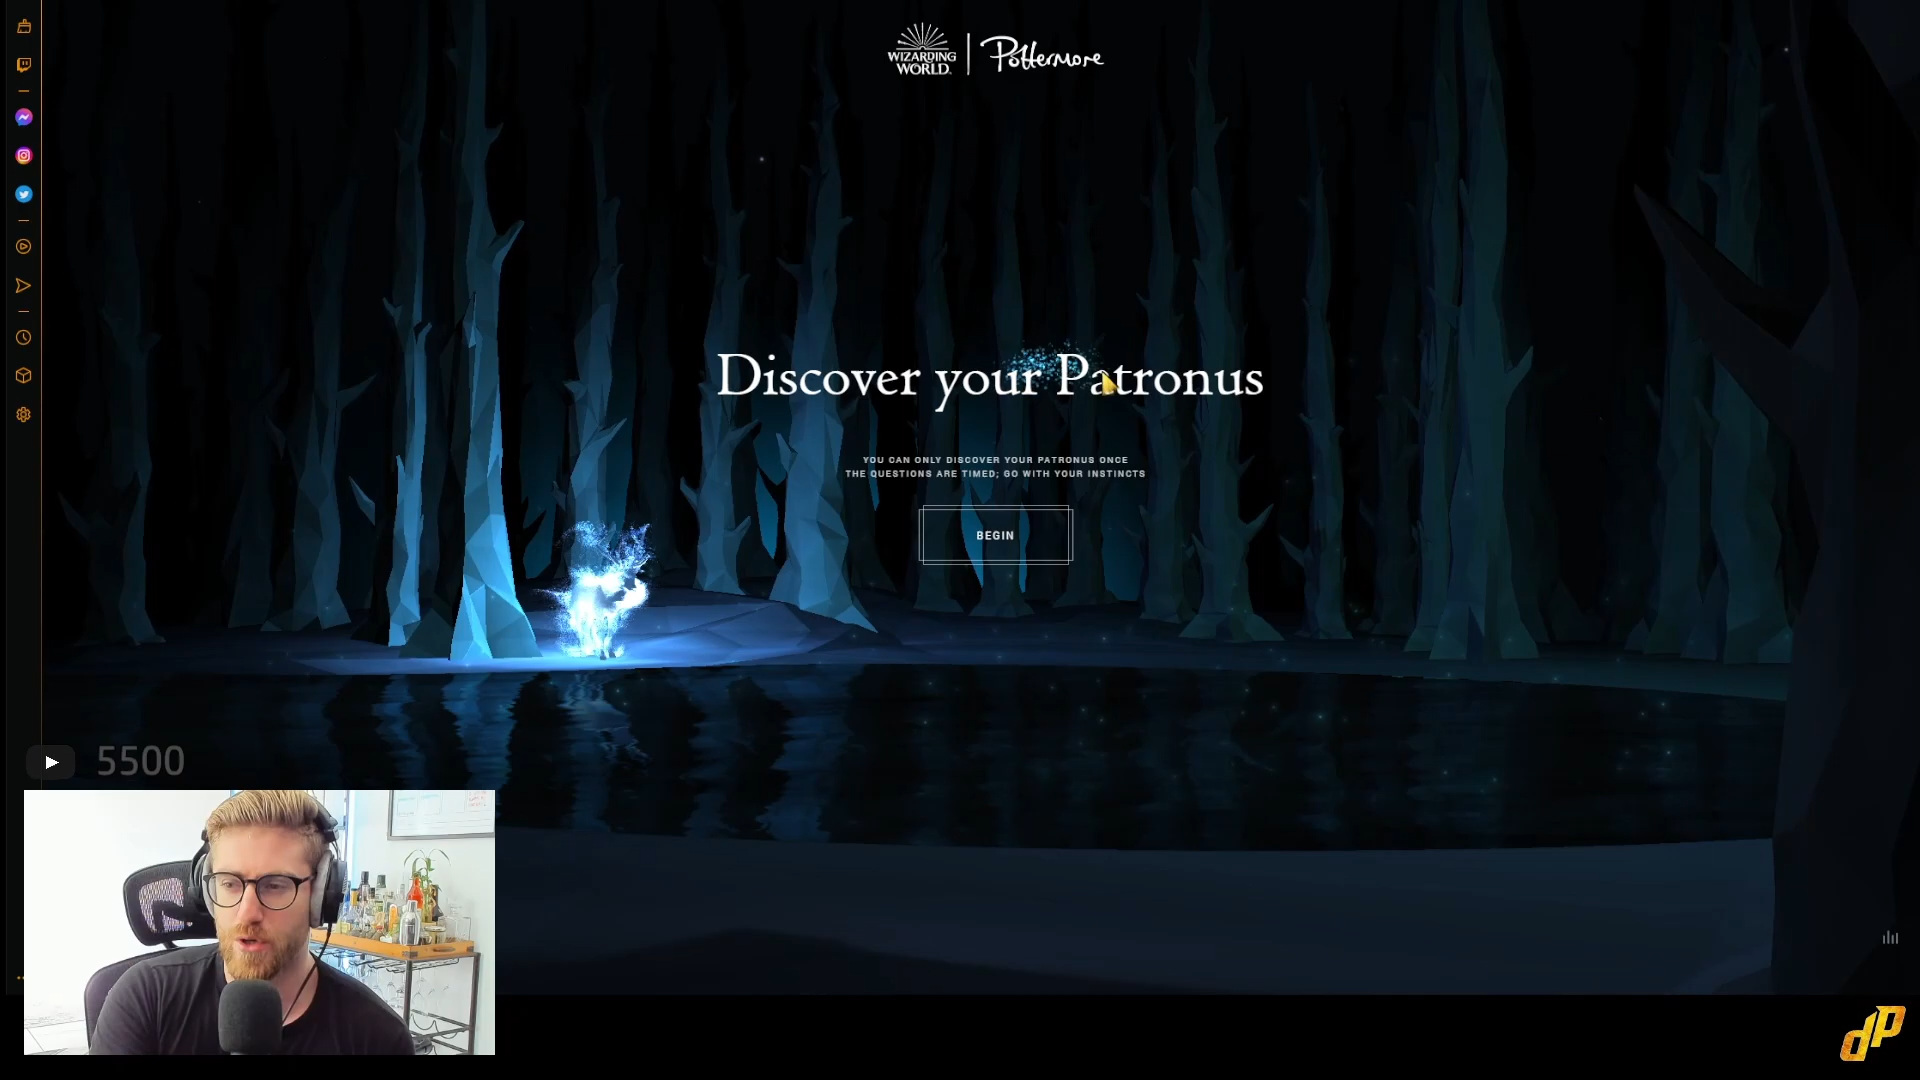 WIZARDING
WORLD
Pottermore
Discover your Patronus
YOU CAN ONLY DISCOVER YOUR PATRONUS ONCE
THE QUESTIONS ARE TIMED; GO WITH YOUR INSTINCTS
BEGIN
5500
dP